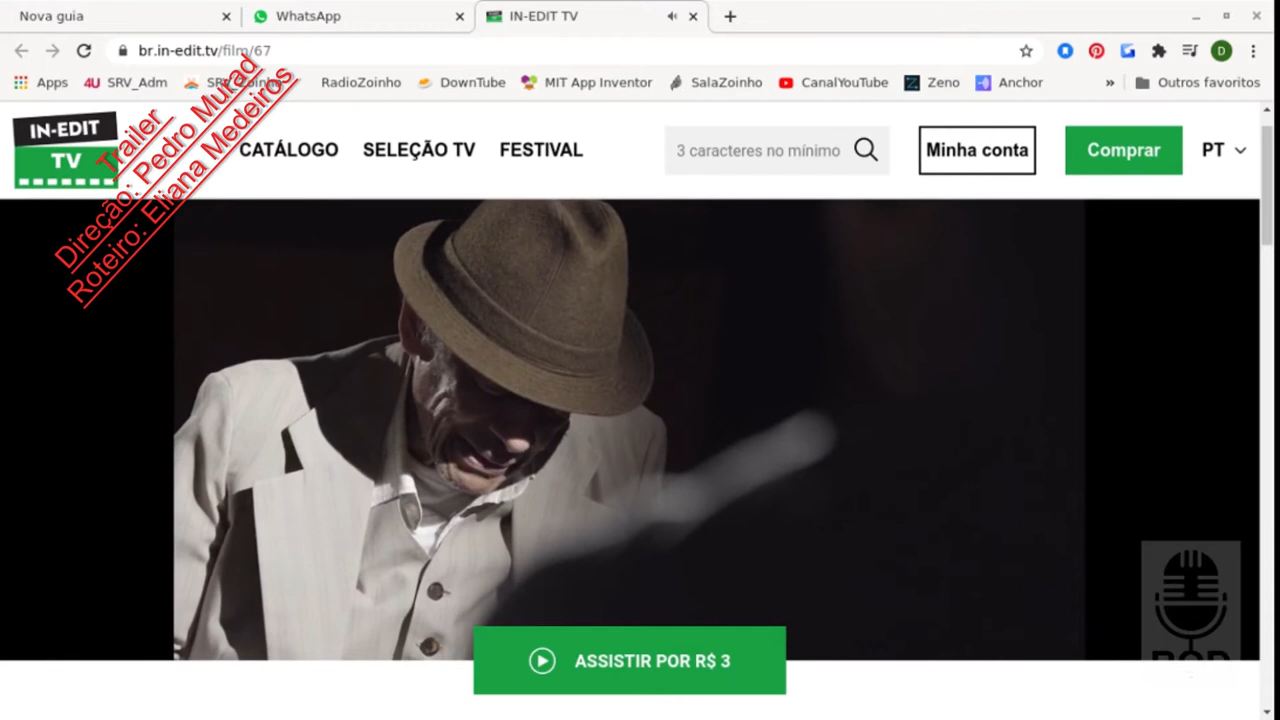 Nova guia
WhatsApp
IN-EDIT TV
br.in-edit.tv/film/67
D
Apps
4U SRV_Adm
SRV_Zoinho
RadioZoinho
DownTube
MIT App Inventor
SalaZoinho
CanalYouTube
Zeno
Anchor
»
Outros favoritos
IN-EDIT
TV
CATÁLOGO
SELEÇÃO TV
FESTIVAL
3 caracteres no mínimo
Minha conta
Comprar
PT
Trailer
Direção: Pedro Murad
Roteiro: Eliana Medeiros
ASSISTIR POR R$ 3